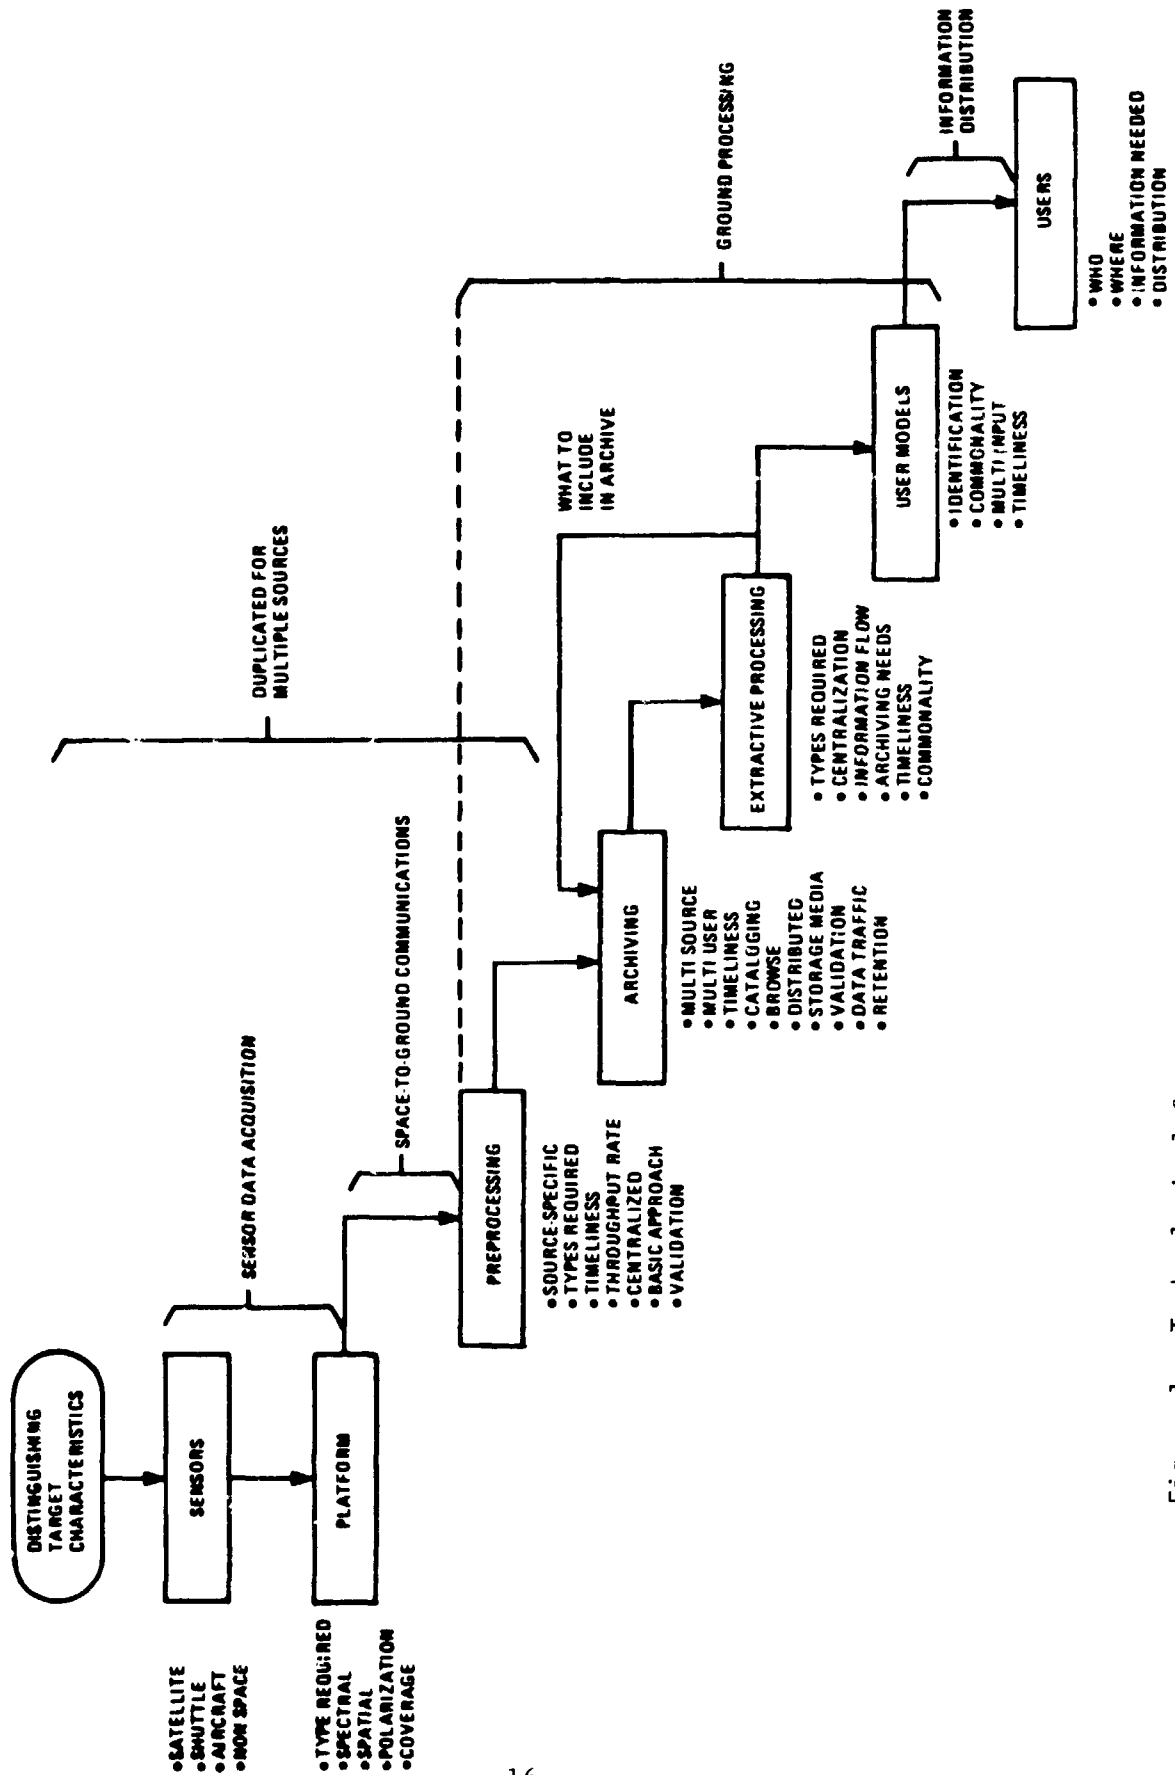 DISTINGUISHING
TARGET
CHARACTERISTICS
SENSORS
•SATELLITE
•SHUTTLE
•AIRCRAFT
•NON SPACE
SENSOR DATA ACQUISITION
PLATFORM
•TYPE REQUIRED
•SPECTRAL
•SPATIAL
•POLARIZATION
•COVERAGE
SPACE-TO-GROUND COMMUNICATIONS
DUPLICATED FOR
MULTIPLE SOURCES
PREPROCESSING
•SOURCE-SPECIFIC
•TYPES REQUIRED
•TIMELINESS
•THROUGHPUT RATE
•CENTRALIZED
•BASIC APPROACH
•VALIDATION
ARCHIVING
•MULTI SOURCE
•MULTI USER
•TIMELINESS
•CATALOGING
•BROWSE
•DISTRIBUTED
•STORAGE MEDIA
•VALIDATION
•DATA TRAFFIC
•RETENTION
WHAT TO
INCLUDE
IN ARCHIVE
EXTRACTIVE PROCESSING
•TYPES REQUIRED
•CENTRALIZATION
•INFORMATION FLOW
•ARCHIVING NEEDS
•TIMELINESS
•COMMONALITY
GROUND PROCESSING
USER MODELS
•IDENTIFICATION
•COMMONALITY
•MULTI INPUT
•TIMELINESS
INFORMATION
DISTRIBUTION
USERS
•WHO
•WHERE
•INFORMATION NEEDED
•DISTRIBUTION
16